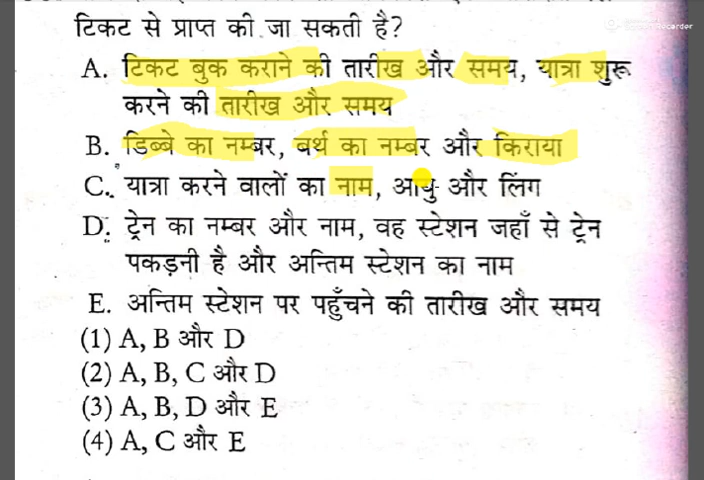 टिकट से प्राप्त की जा सकती है?
A. टिकट बुक कराने की तारीख और समय, यात्रा शुरू
करने की तारीख और समय
B. डिब्बे का नम्बर, बर्थ का नम्बर और किराया
C. यात्रा करने वालों का नाम, आयु और लिंग
D. ट्रेन का नम्बर और नाम, वह स्टेशन जहाँ से ट्रेन
पकड़नी है और अन्तिम स्टेशन का नाम
E. अन्तिम स्टेशन पर पहुँचने की तारीख और समय
(1) A, B और D
(2) A, B, C और D
(3) A, B, D और E
(4) A, C और E